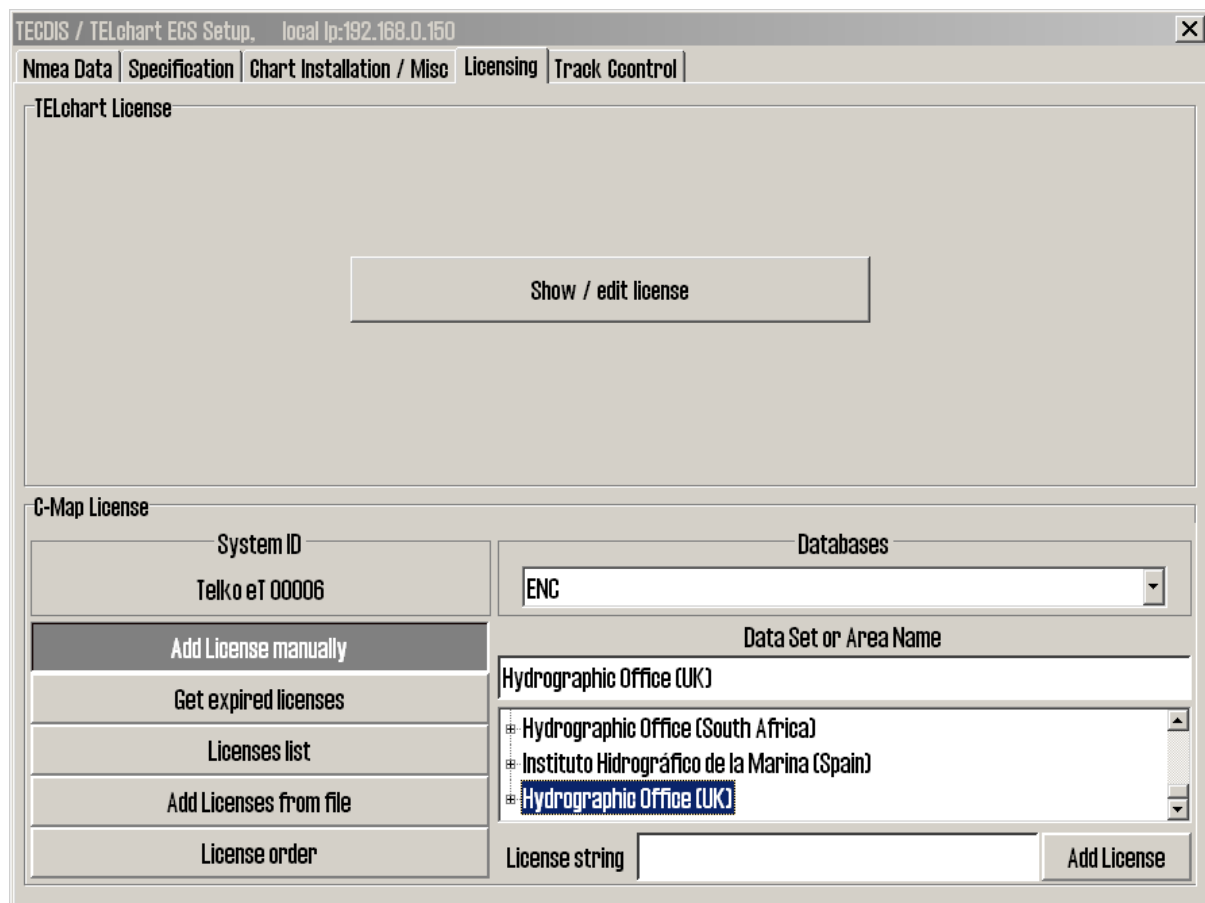 TECDIS / TELchart ECS Setup,    local Ip:192.168.0.150
Nmea Data Specification Chart Installation / Misc Licensing Track Ccontrol
TELchart License
Show / edit license
C-Map License
System ID
Telko eT 00006
Add License manually
Get expired licenses
Licenses list
Add Licenses from file
License order
Databases
ENC
Data Set or Area Name
Hydrographic Office (UK)
Hydrographic Office (South Africa)
Instituto Hidrográfico de la Marina (Spain)
Hydrographic Office (UK)
License string
Add License